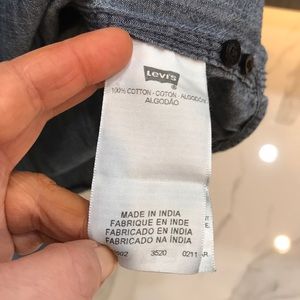 Levi's
100% COTTON - COTON - ALGODÓN
ALGODÃO
MADE IN INDIA
FABRIQUE EN INDE
FABRICADO EN INDIA
FABRICADO NA ÍNDIA
3520 0211